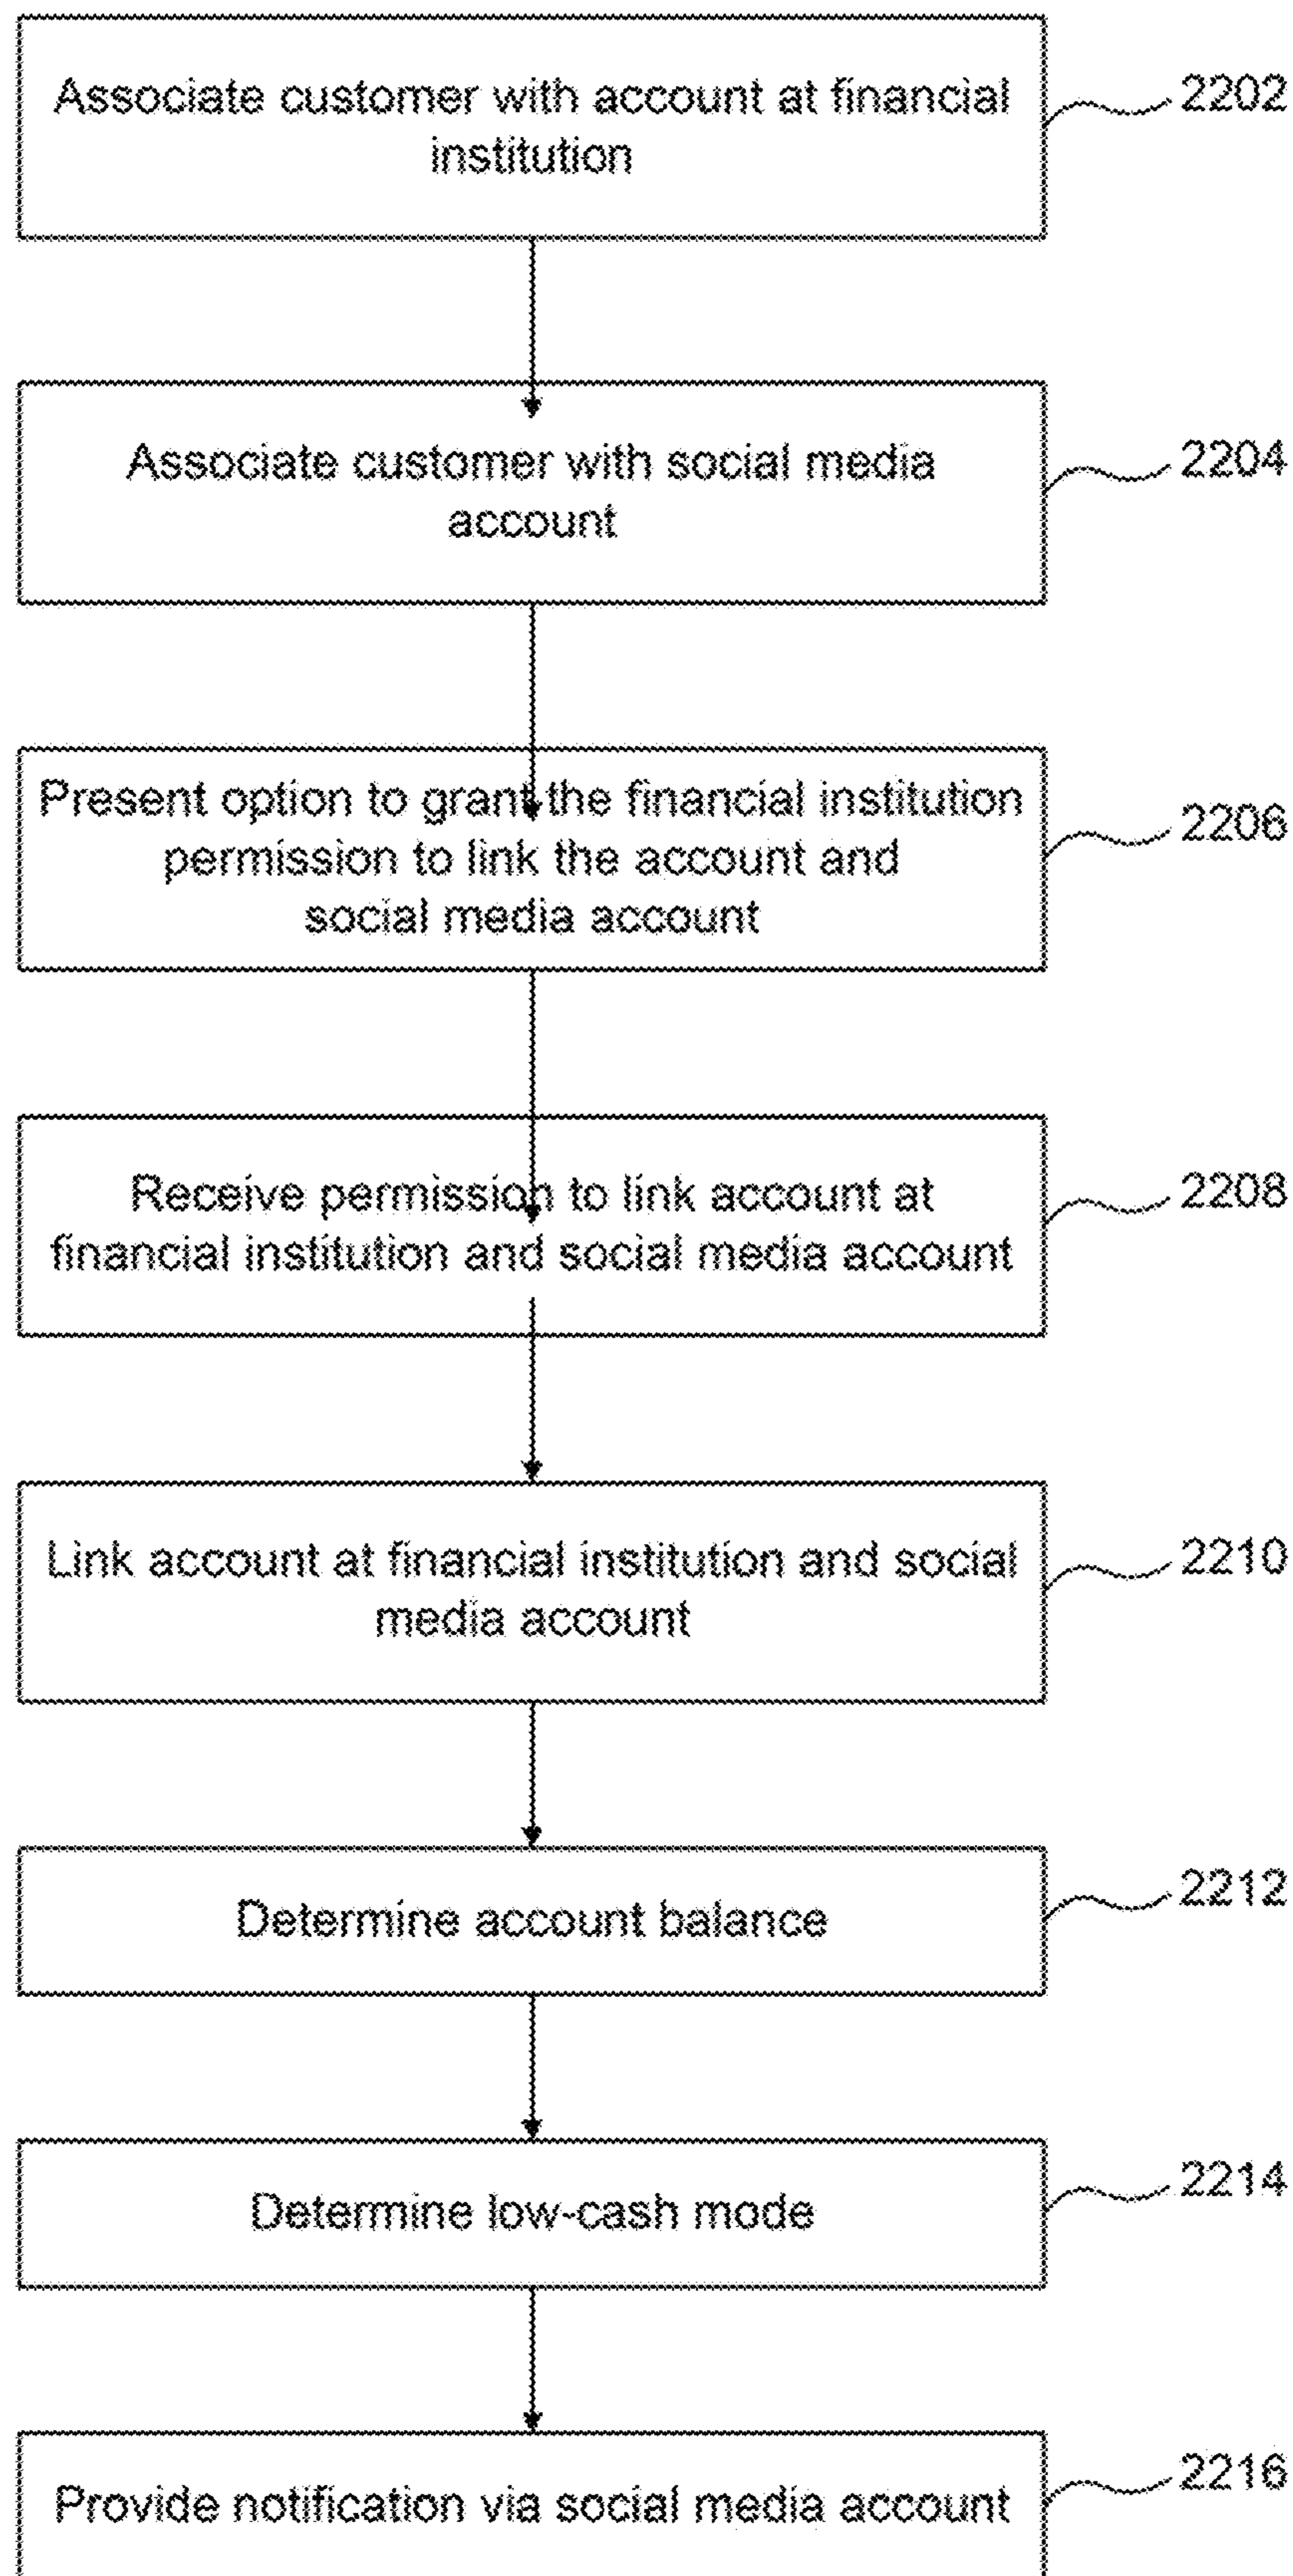 Associate customer with account at financial
institution
2202
Associate customer with social media
account
2204
Present option to grant the financial institution
permission to link the account and
social media account
2206
Receive permission to link account at
financial institution and social media account
2208
Link account at financial institution and social
media account
2210
Determine account balance
2212
Determine low-cash mode
2214
Provide notification via social media account
2216